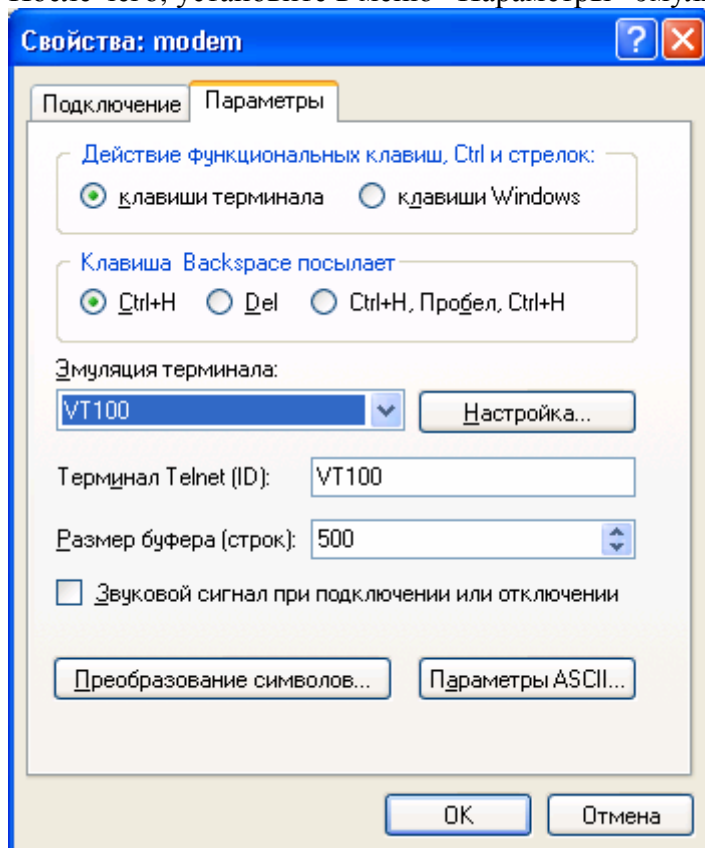 Свойства: modem
Подключение Параметры
Действие функциональных клавиш, Ctrl и стрелок:
клавиши терминала клавиши Windows
Клавиша Backspace посылает
Ctrl+H Del Ctrl+H, Пробел, Ctrl+H
Эмуляция терминала:
VT100 Настройка...
Терминал Telnet (ID): VT100
Размер буфера (строк): 500
Звуковой сигнал при подключении или отключении
Преобразование символов... Параметры ASCII...
OK Отмена